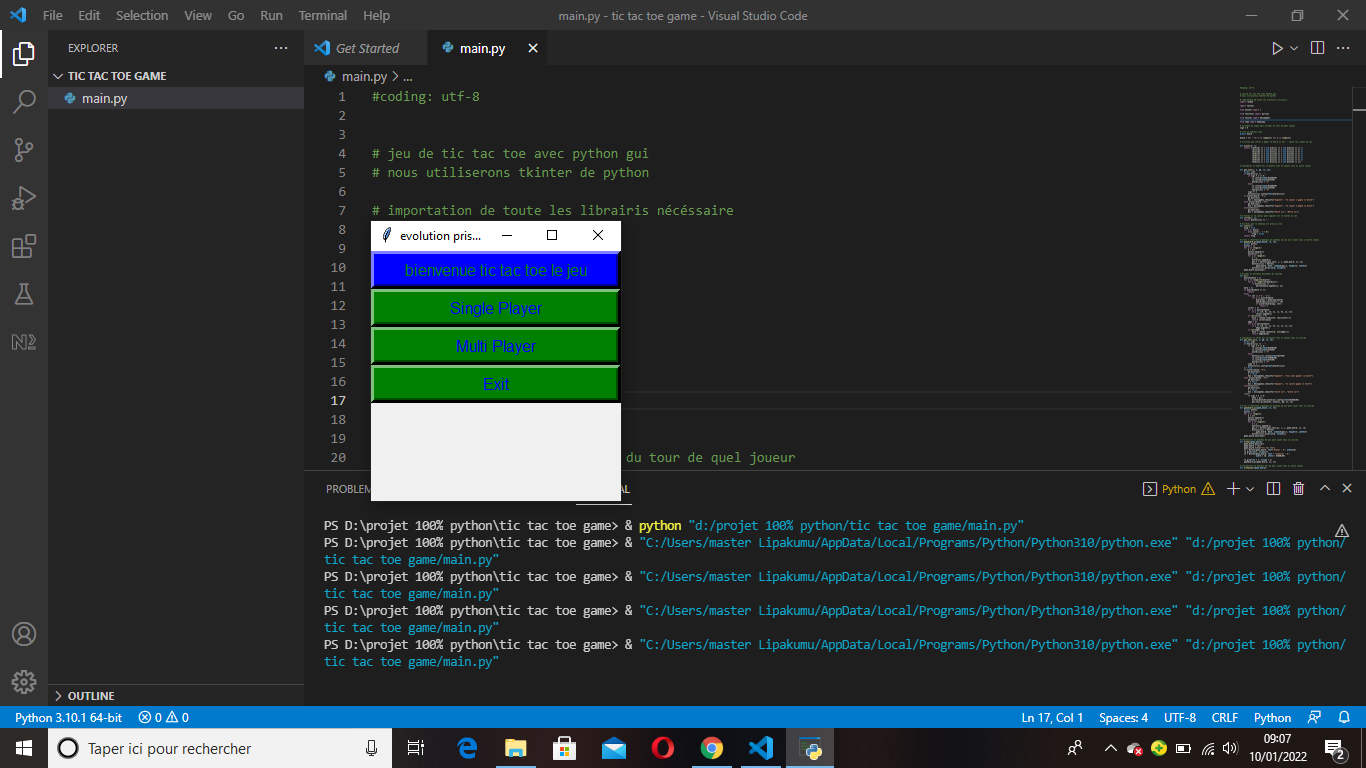 File Edit Selection View Go Run Terminal Help main.py - tic tac toe game - Visual Studio Code
EXPLORER
TIC TAC TOE GAME
main.py
OUTLINE
Get Started main.py
main.py > ...
1 #coding: utf-8
2
3
4 # jeu de tic tac toe avec python gui
5 # nous utiliserons tkinter de python
6
7 # importation de toute les librairis nécéssaire
8
9
10
11
12
13
14
15
16
17
18
19
20 du tour de quel joueur
evolution pris...
bienvenue tic tac toe le jeu
Single Player
Multi Player
Exit
PROBLEM AL Python
PS D:\projet 100% python\tic tac toe game> & python "d:/projet 100% python/tic tac toe game/main.py"
PS D:\projet 100% python\tic tac toe game> & "C:/Users/master Lipakumu/AppData/Local/Programs/Python/Python310/python.exe" "d:/projet 100% python/
tic tac toe game/main.py"
PS D:\projet 100% python\tic tac toe game> & "C:/Users/master Lipakumu/AppData/Local/Programs/Python/Python310/python.exe" "d:/projet 100% python/
tic tac toe game/main.py"
PS D:\projet 100% python\tic tac toe game> & "C:/Users/master Lipakumu/AppData/Local/Programs/Python/Python310/python.exe" "d:/projet 100% python/
tic tac toe game/main.py"
PS D:\projet 100% python\tic tac toe game> & "C:/Users/master Lipakumu/AppData/Local/Programs/Python/Python310/python.exe" "d:/projet 100% python/
tic tac toe game/main.py"
Python 3.10.1 64-bit 0 0 Ln 17, Col 1 Spaces: 4 UTF-8 CRLF Python
Taper ici pour rechercher
09:07
10/01/2022
2